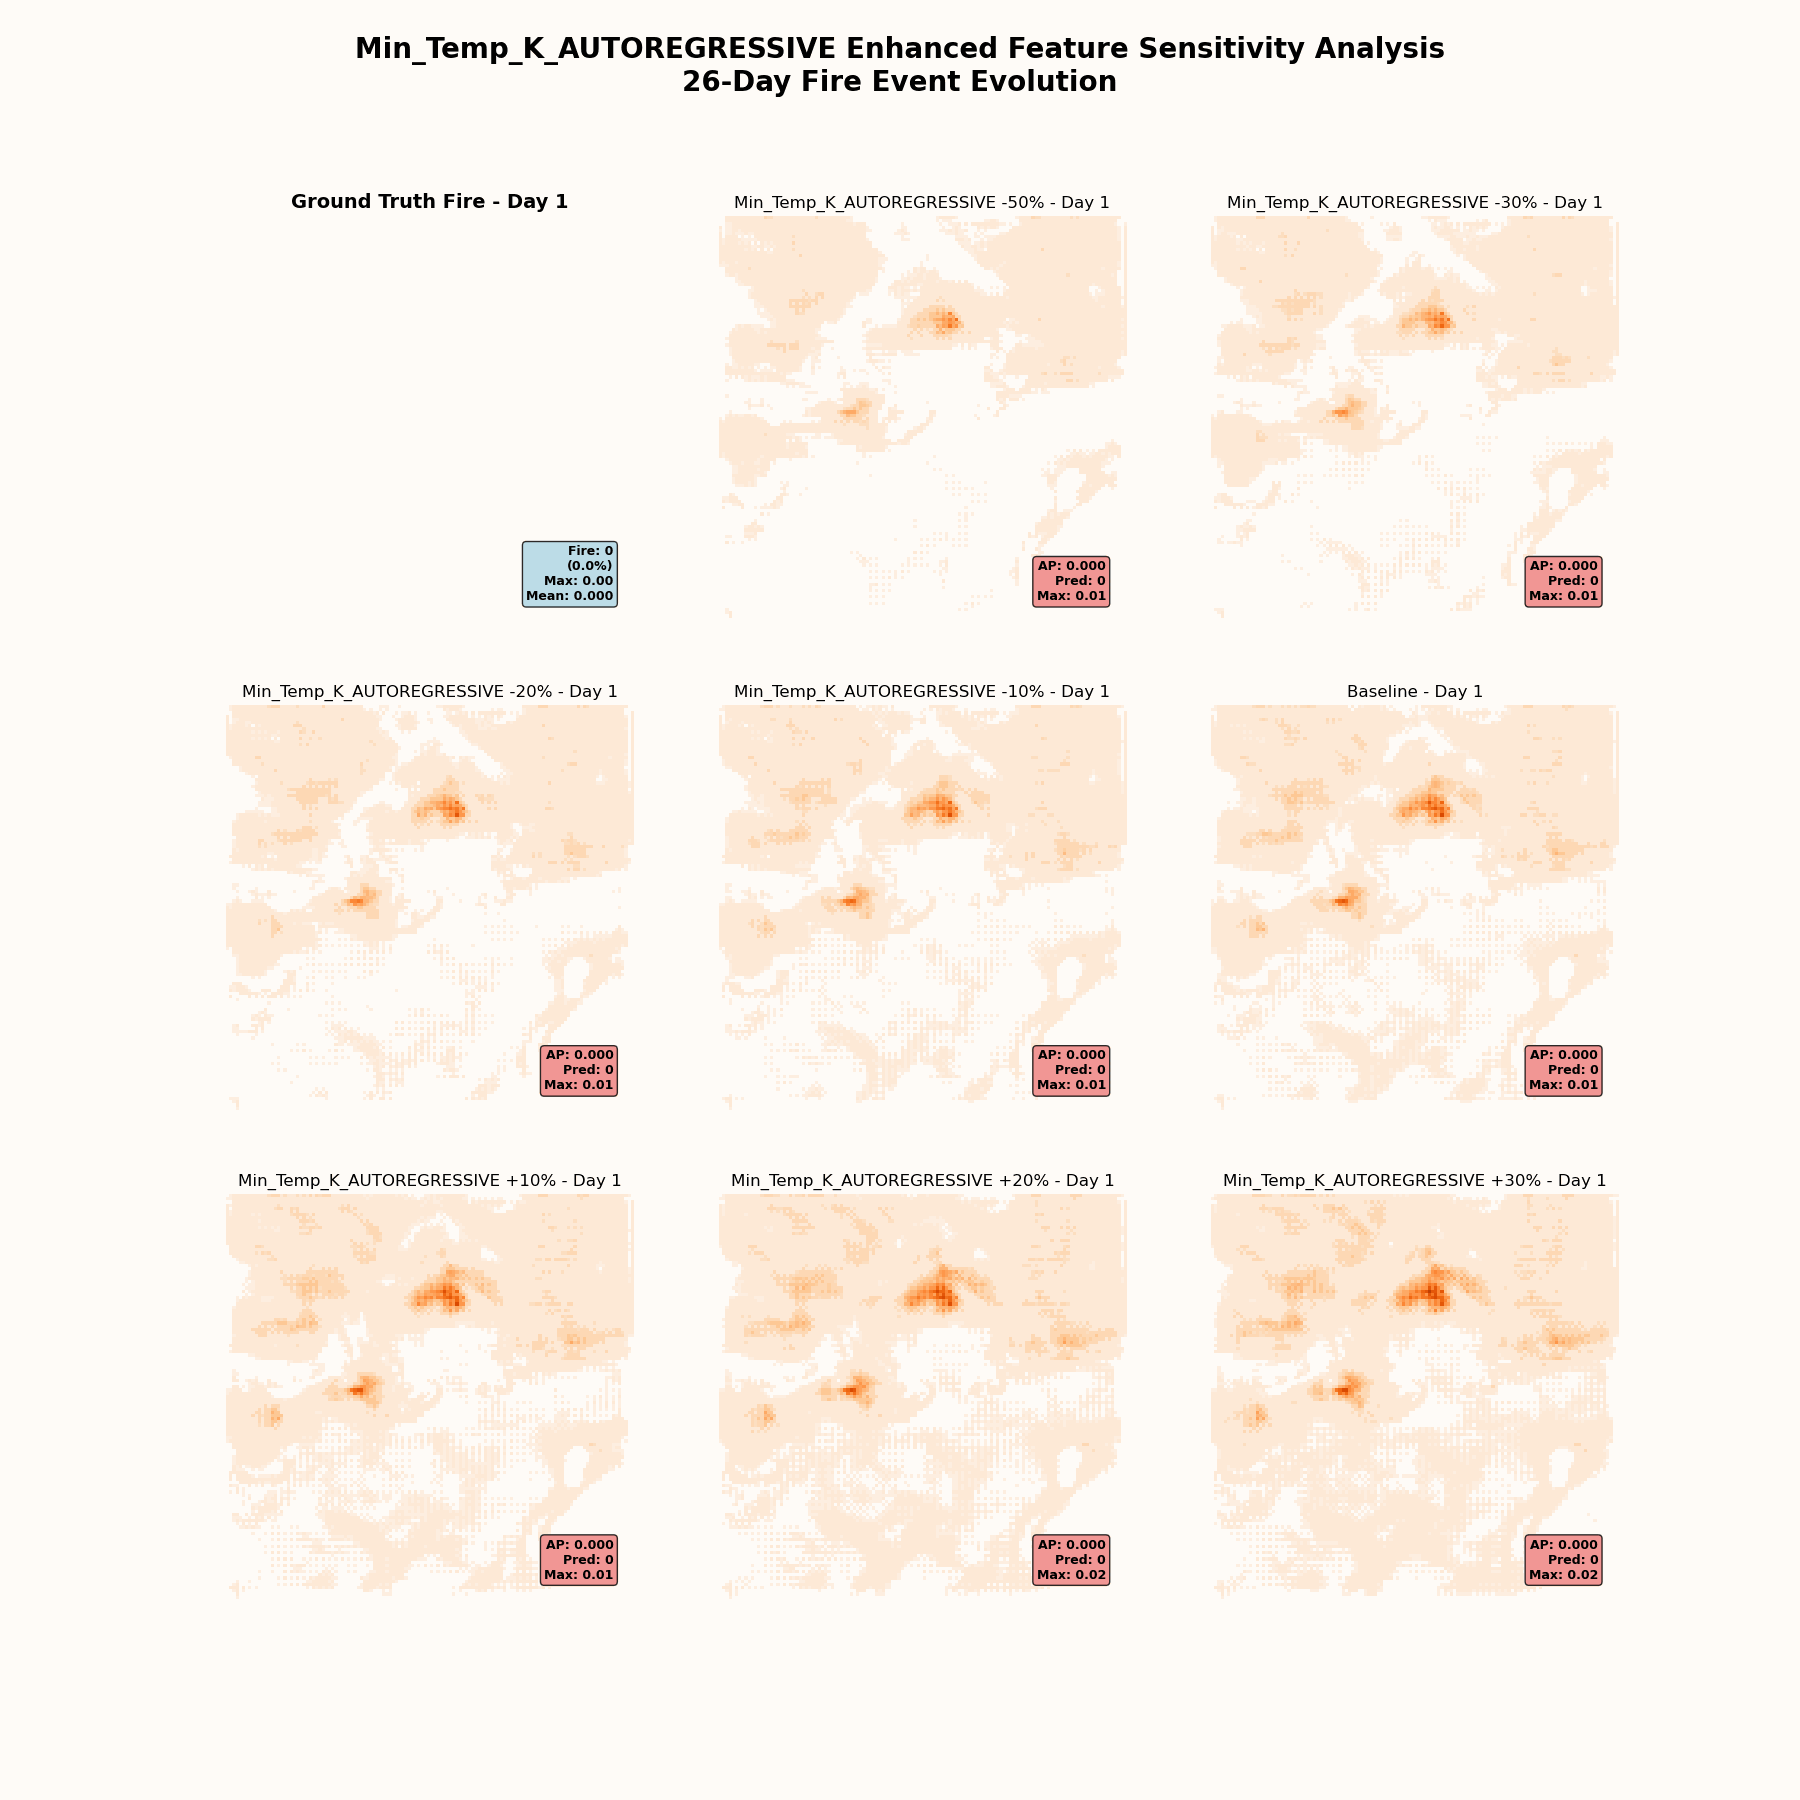 Min_Temp_K_AUTOREGRESSIVE Enhanced Feature Sensitivity Analysis
26-Day Fire Event Evolution
Ground Truth Fire - Day 1
Fire: 0
(0.0%)
Max: 0.00
Mean: 0.000
Min_Temp_K_AUTOREGRESSIVE -50% - Day 1
AP: 0.000
Pred: 0
Max: 0.01
Min_Temp_K_AUTOREGRESSIVE -30% - Day 1
AP: 0.000
Pred: 0
Max: 0.01
Min_Temp_K_AUTOREGRESSIVE -20% - Day 1
AP: 0.000
Pred: 0
Max: 0.01
Min_Temp_K_AUTOREGRESSIVE -10% - Day 1
AP: 0.000
Pred: 0
Max: 0.01
Baseline - Day 1
AP: 0.000
Pred: 0
Max: 0.01
Min_Temp_K_AUTOREGRESSIVE +10% - Day 1
AP: 0.000
Pred: 0
Max: 0.01
Min_Temp_K_AUTOREGRESSIVE +20% - Day 1
AP: 0.000
Pred: 0
Max: 0.02
Min_Temp_K_AUTOREGRESSIVE +30% - Day 1
AP: 0.000
Pred: 0
Max: 0.02